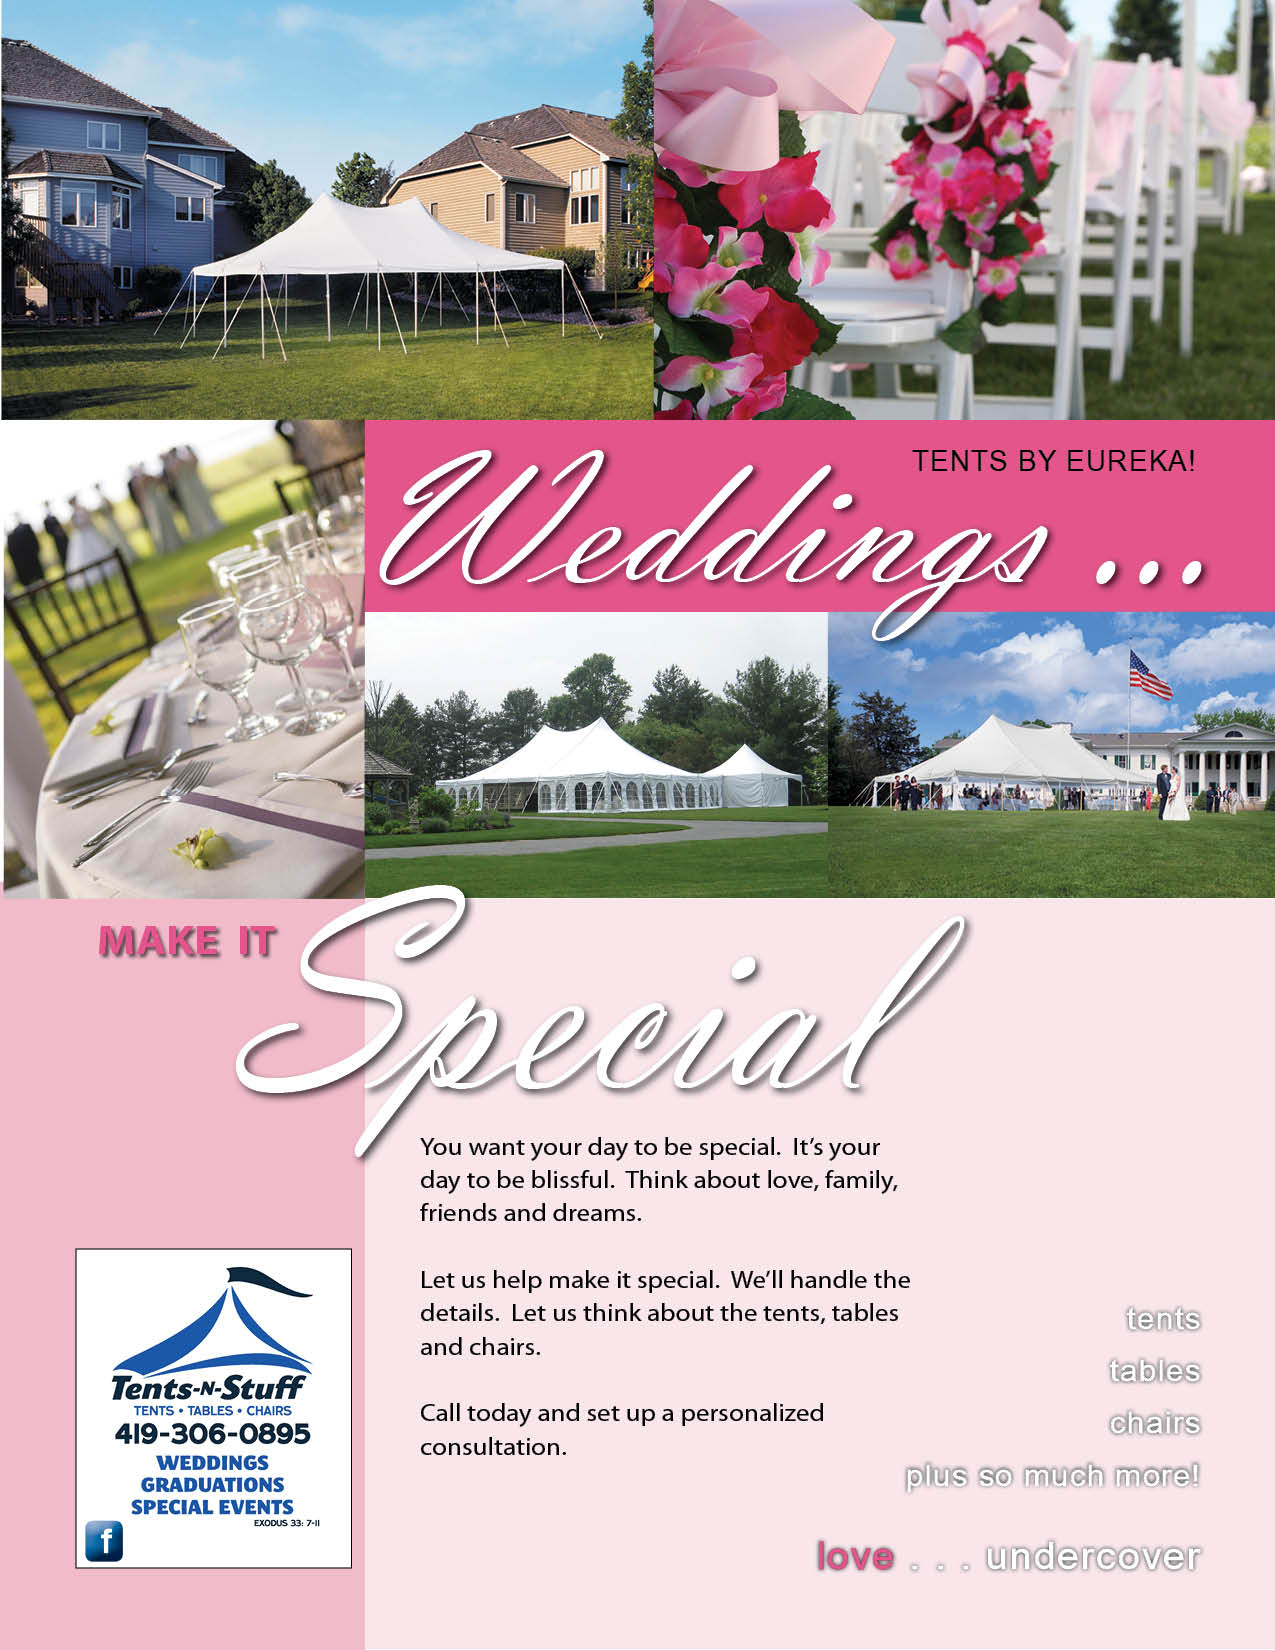 TENTS BY EUREKA!
Weddings ...
MAKE IT
Special
You want your day to be special. It's your
day to be blissful. Think about love, family,
friends and dreams.
Let us help make it special. We'll handle the
details. Let us think about the tents, tables
and chairs.
Call today and set up a personalized
consultation.
Tents-N-Stuff
TENTS • TABLES • CHAIRS
419-306-0895
WEDDINGS
GRADUATIONS
SPECIAL EVENTS
EXODUS 33: 7-11
f
tents
tables
chairs
plus so much more!
love . . . undercover